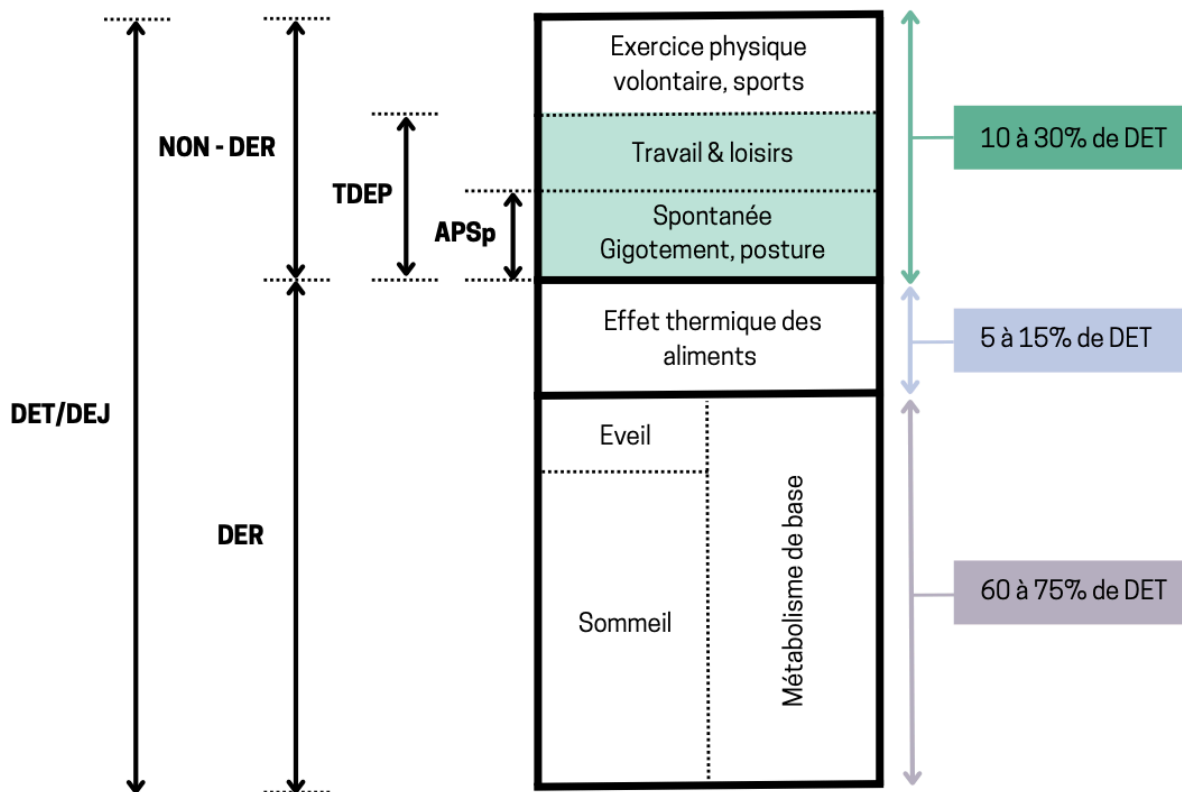 Exercice physique
volontaire, sports
NON - DER
TDEP
Travail & loisirs
10 à 30% de DET
APSp
Spontanée
Gigotement, posture
Effet thermique des
aliments
5 à 15% de DET
DET/DEJ
DER
Eveil
Sommeil
Métabolisme de base
60 à 75% de DET